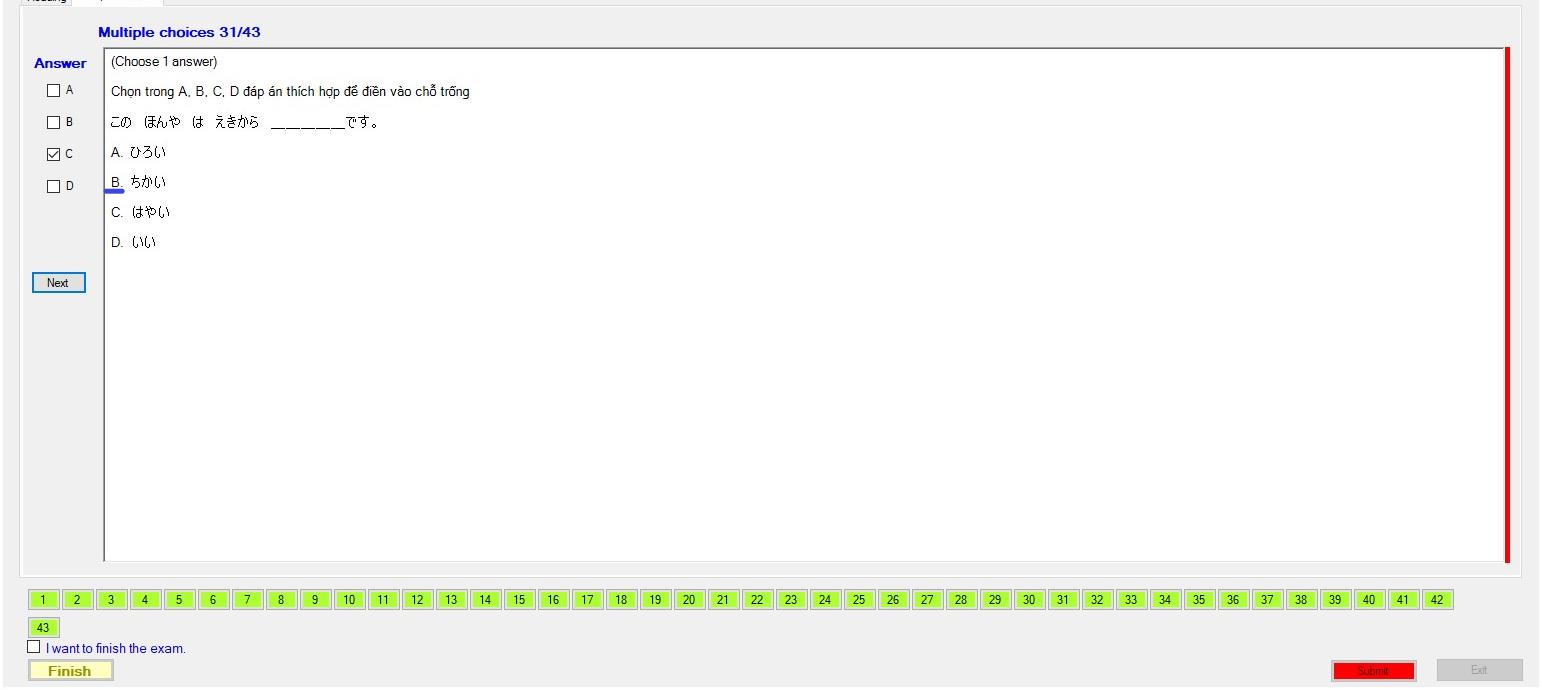 Multiple choices 31/43
Answer
(Choose 1 answer)
A
Chọn trong A, B, C, D đáp án thích hợp để điền vào chỗ trống
B
この ほんや は えきから ___________です。
C
A. ひろい
D
B. ちかい
C. はやい
D. いい
Next
1 2 3 4 5 6 7 8 9 10 11 12 13 14 15 16 17 18 19 20 21 22 23 24 25 26 27 28 29 30 31 32 33 34 35 36 37 38 39 40 41 42
43
I want to finish the exam.
Finish
Submit
Exit